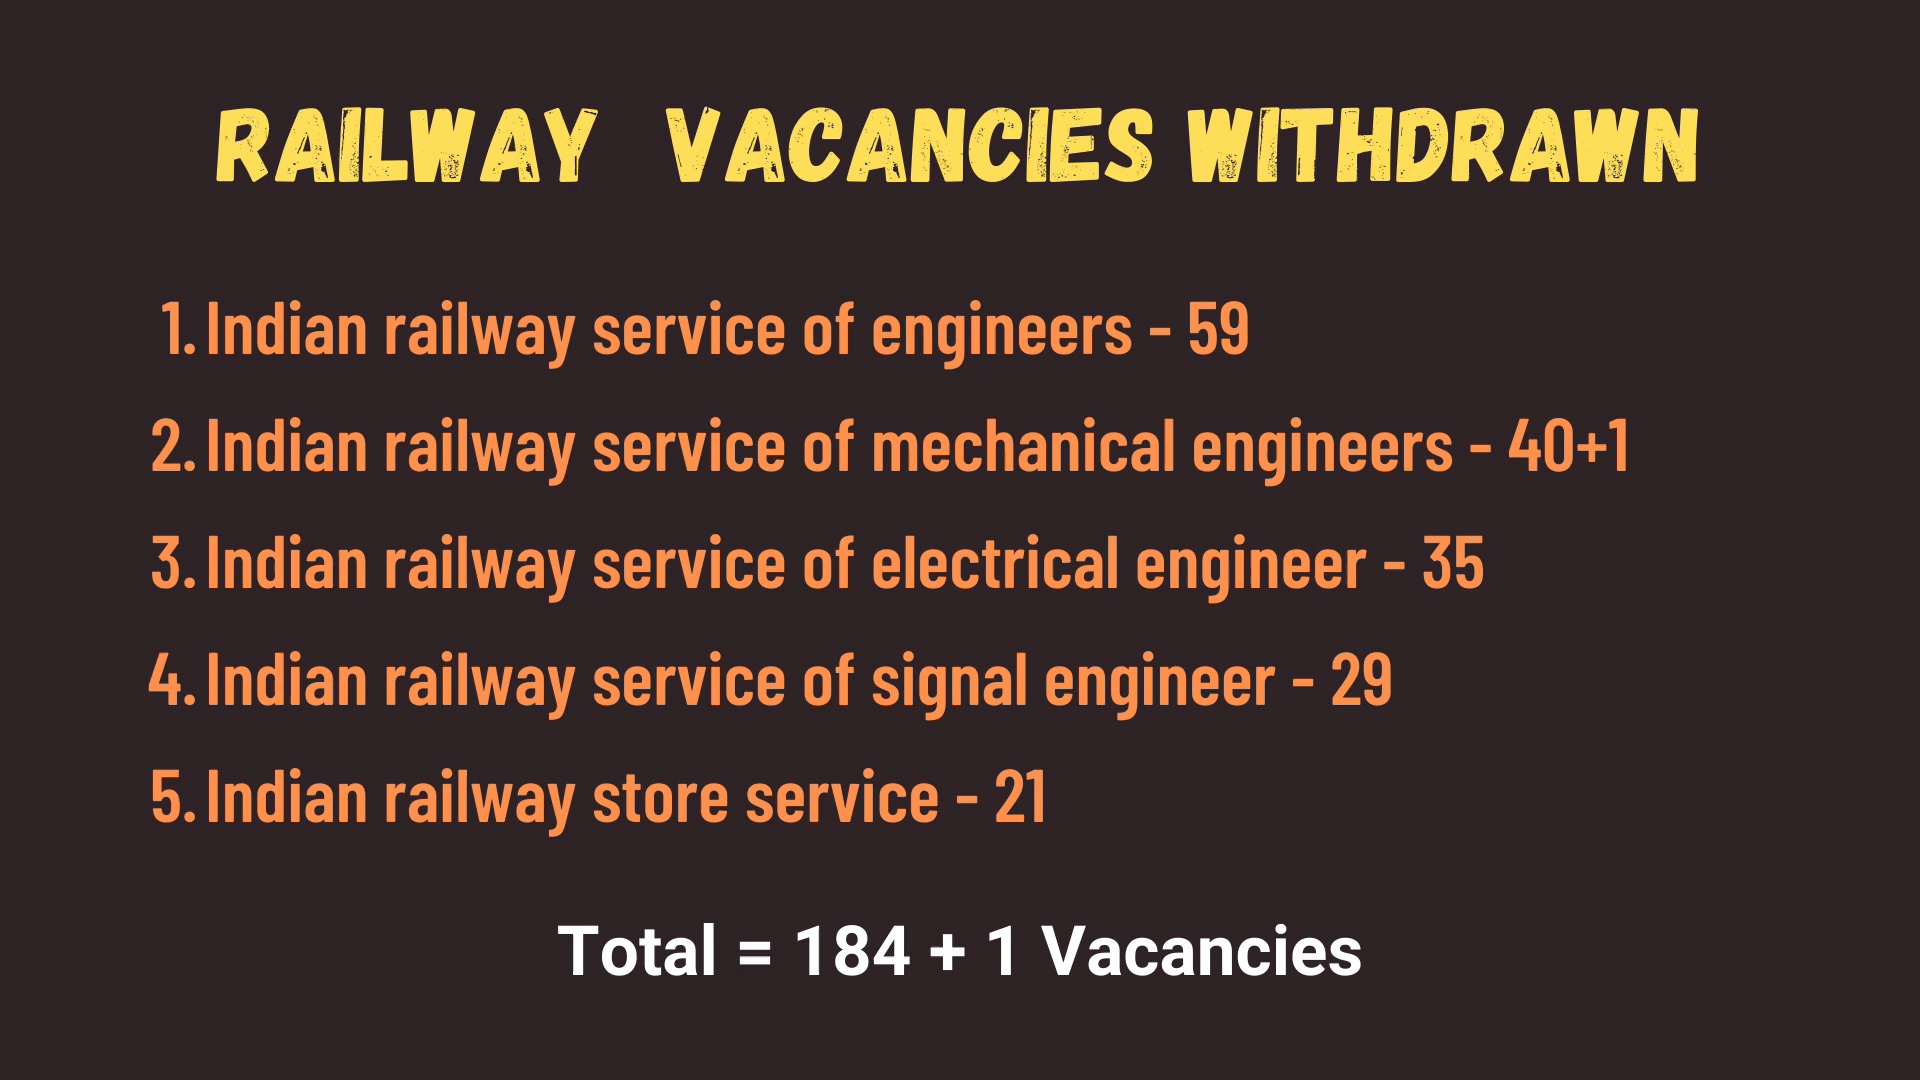 RAILWAY VACANCIES WITHDRAWN
1. Indian railway service of engineers - 59
2. Indian railway service of mechanical engineers - 40+1
3. Indian railway service of electrical engineer - 35
4. Indian railway service of signal engineer - 29
5. Indian railway store service - 21
Total = 184 + 1 Vacancies